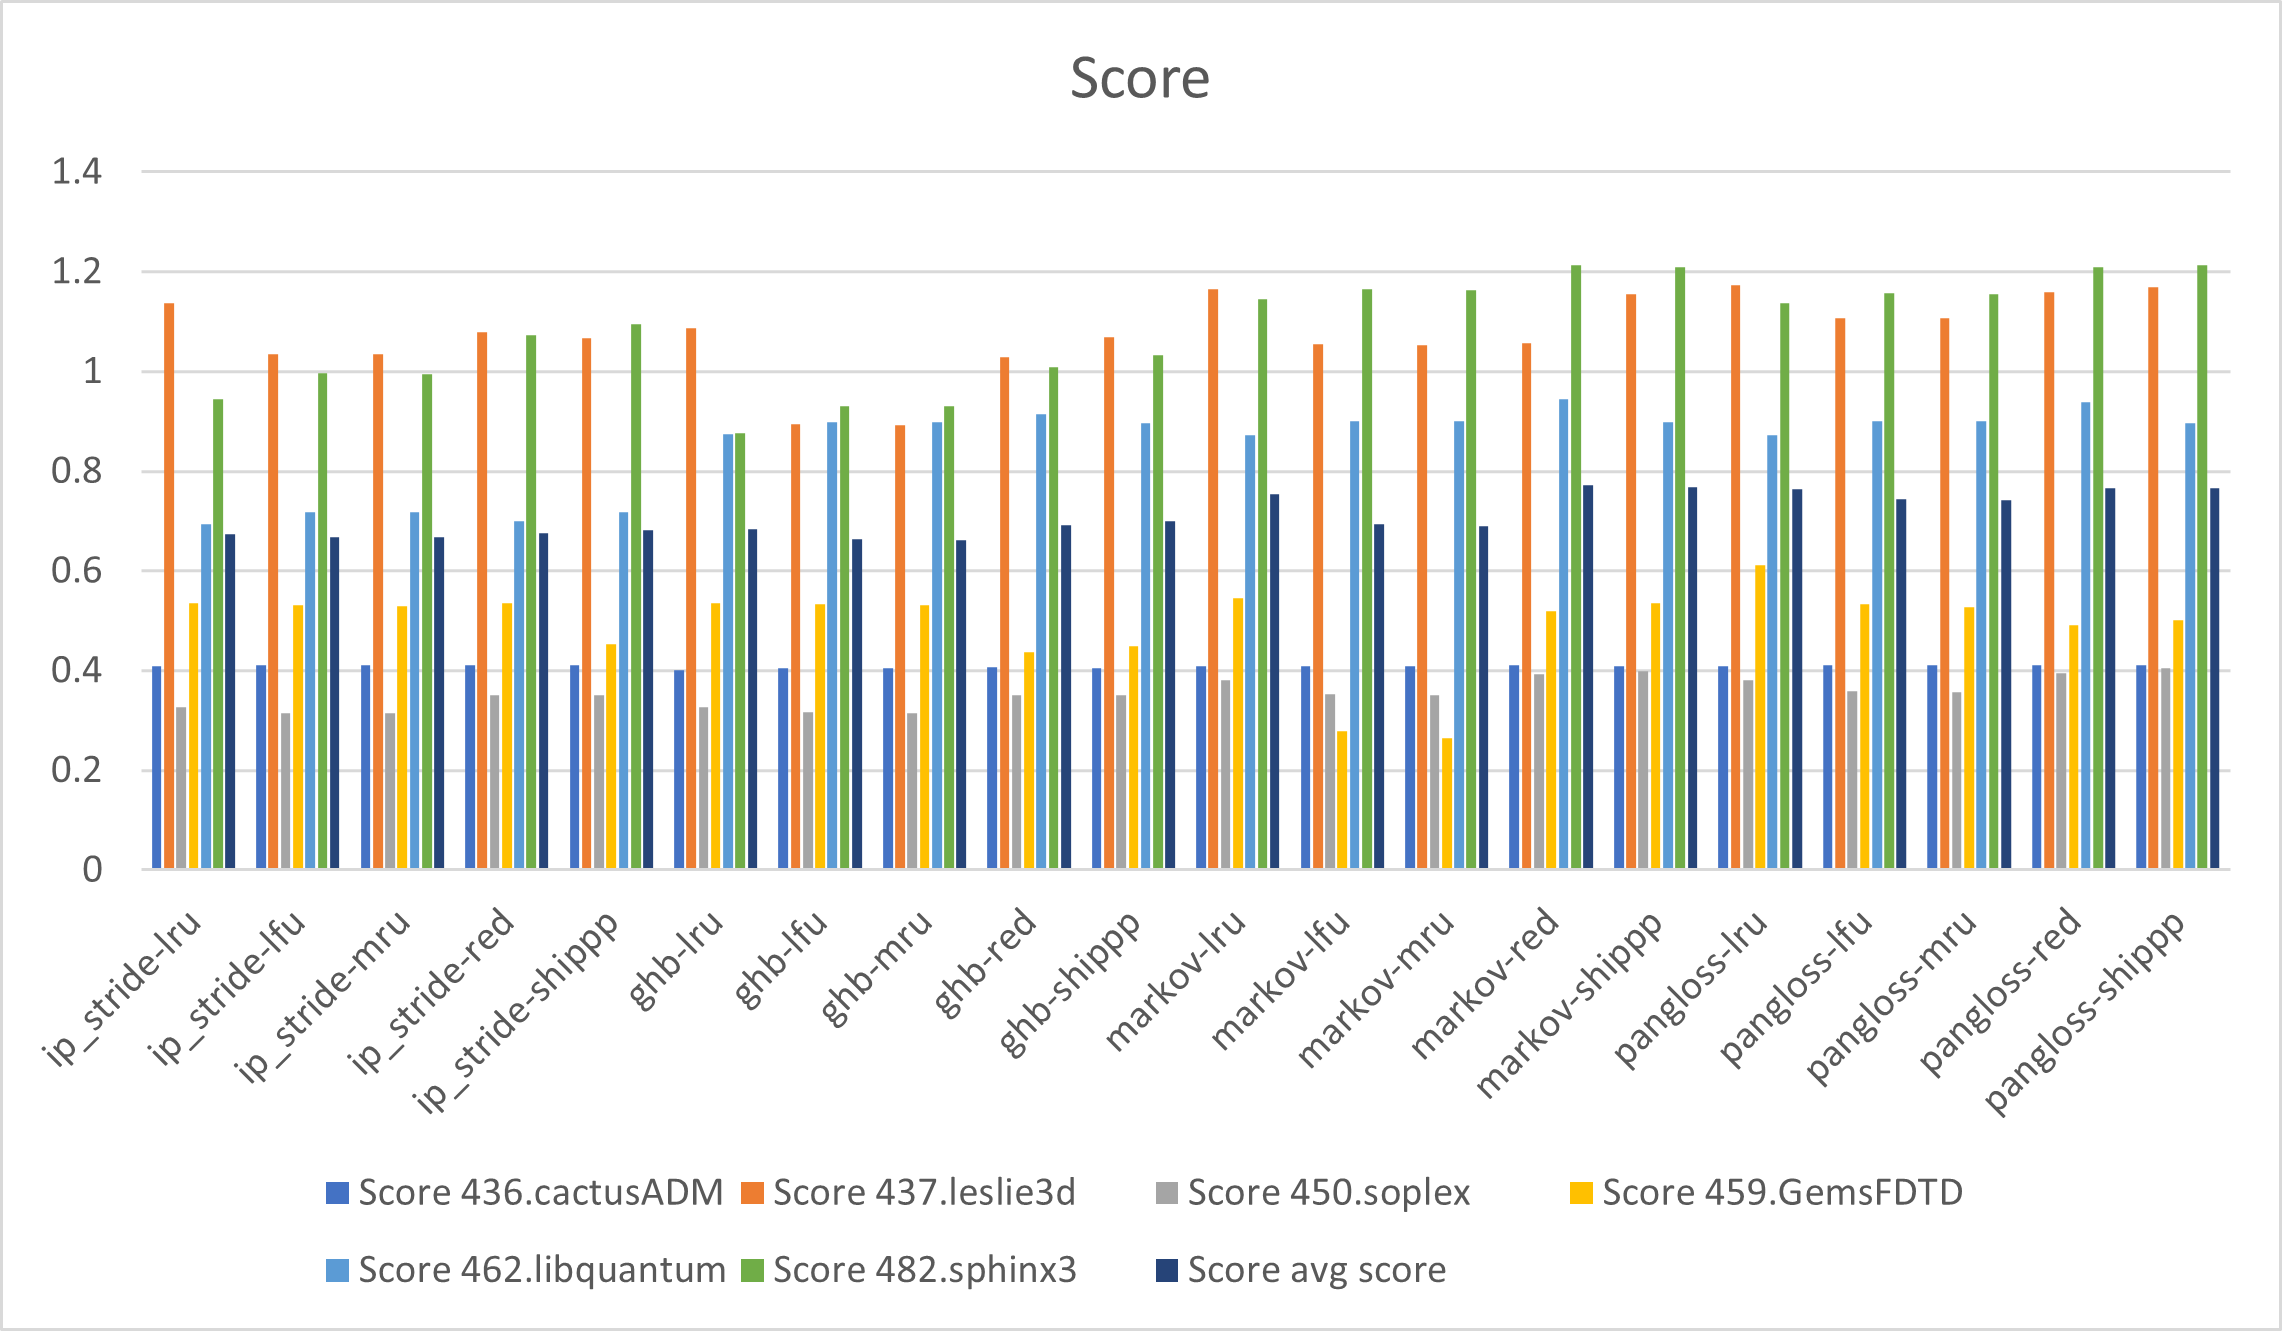 Score
1.4
1.2
1
0.8
0.6
0.4
0.2
0
ip_stride-lru
ip_stride-lfu
ip_stride-mru
ip_stride-red
ip_stride-shippp
ghb-lru
ghb-lfu
ghb-mru
ghb-red
ghb-shippp
markov-lru
markov-lfu
markov-mru
markov-red
markov-shippp
pangloss-lru
pangloss-lfu
pangloss-mru
pangloss-red
pangloss-shippp
Score 436.cactusADM Score 437.leslie3d Score 450.soplex Score 459.GemsFDTD
Score 462.libquantum Score 482.sphinx3 Score avg score